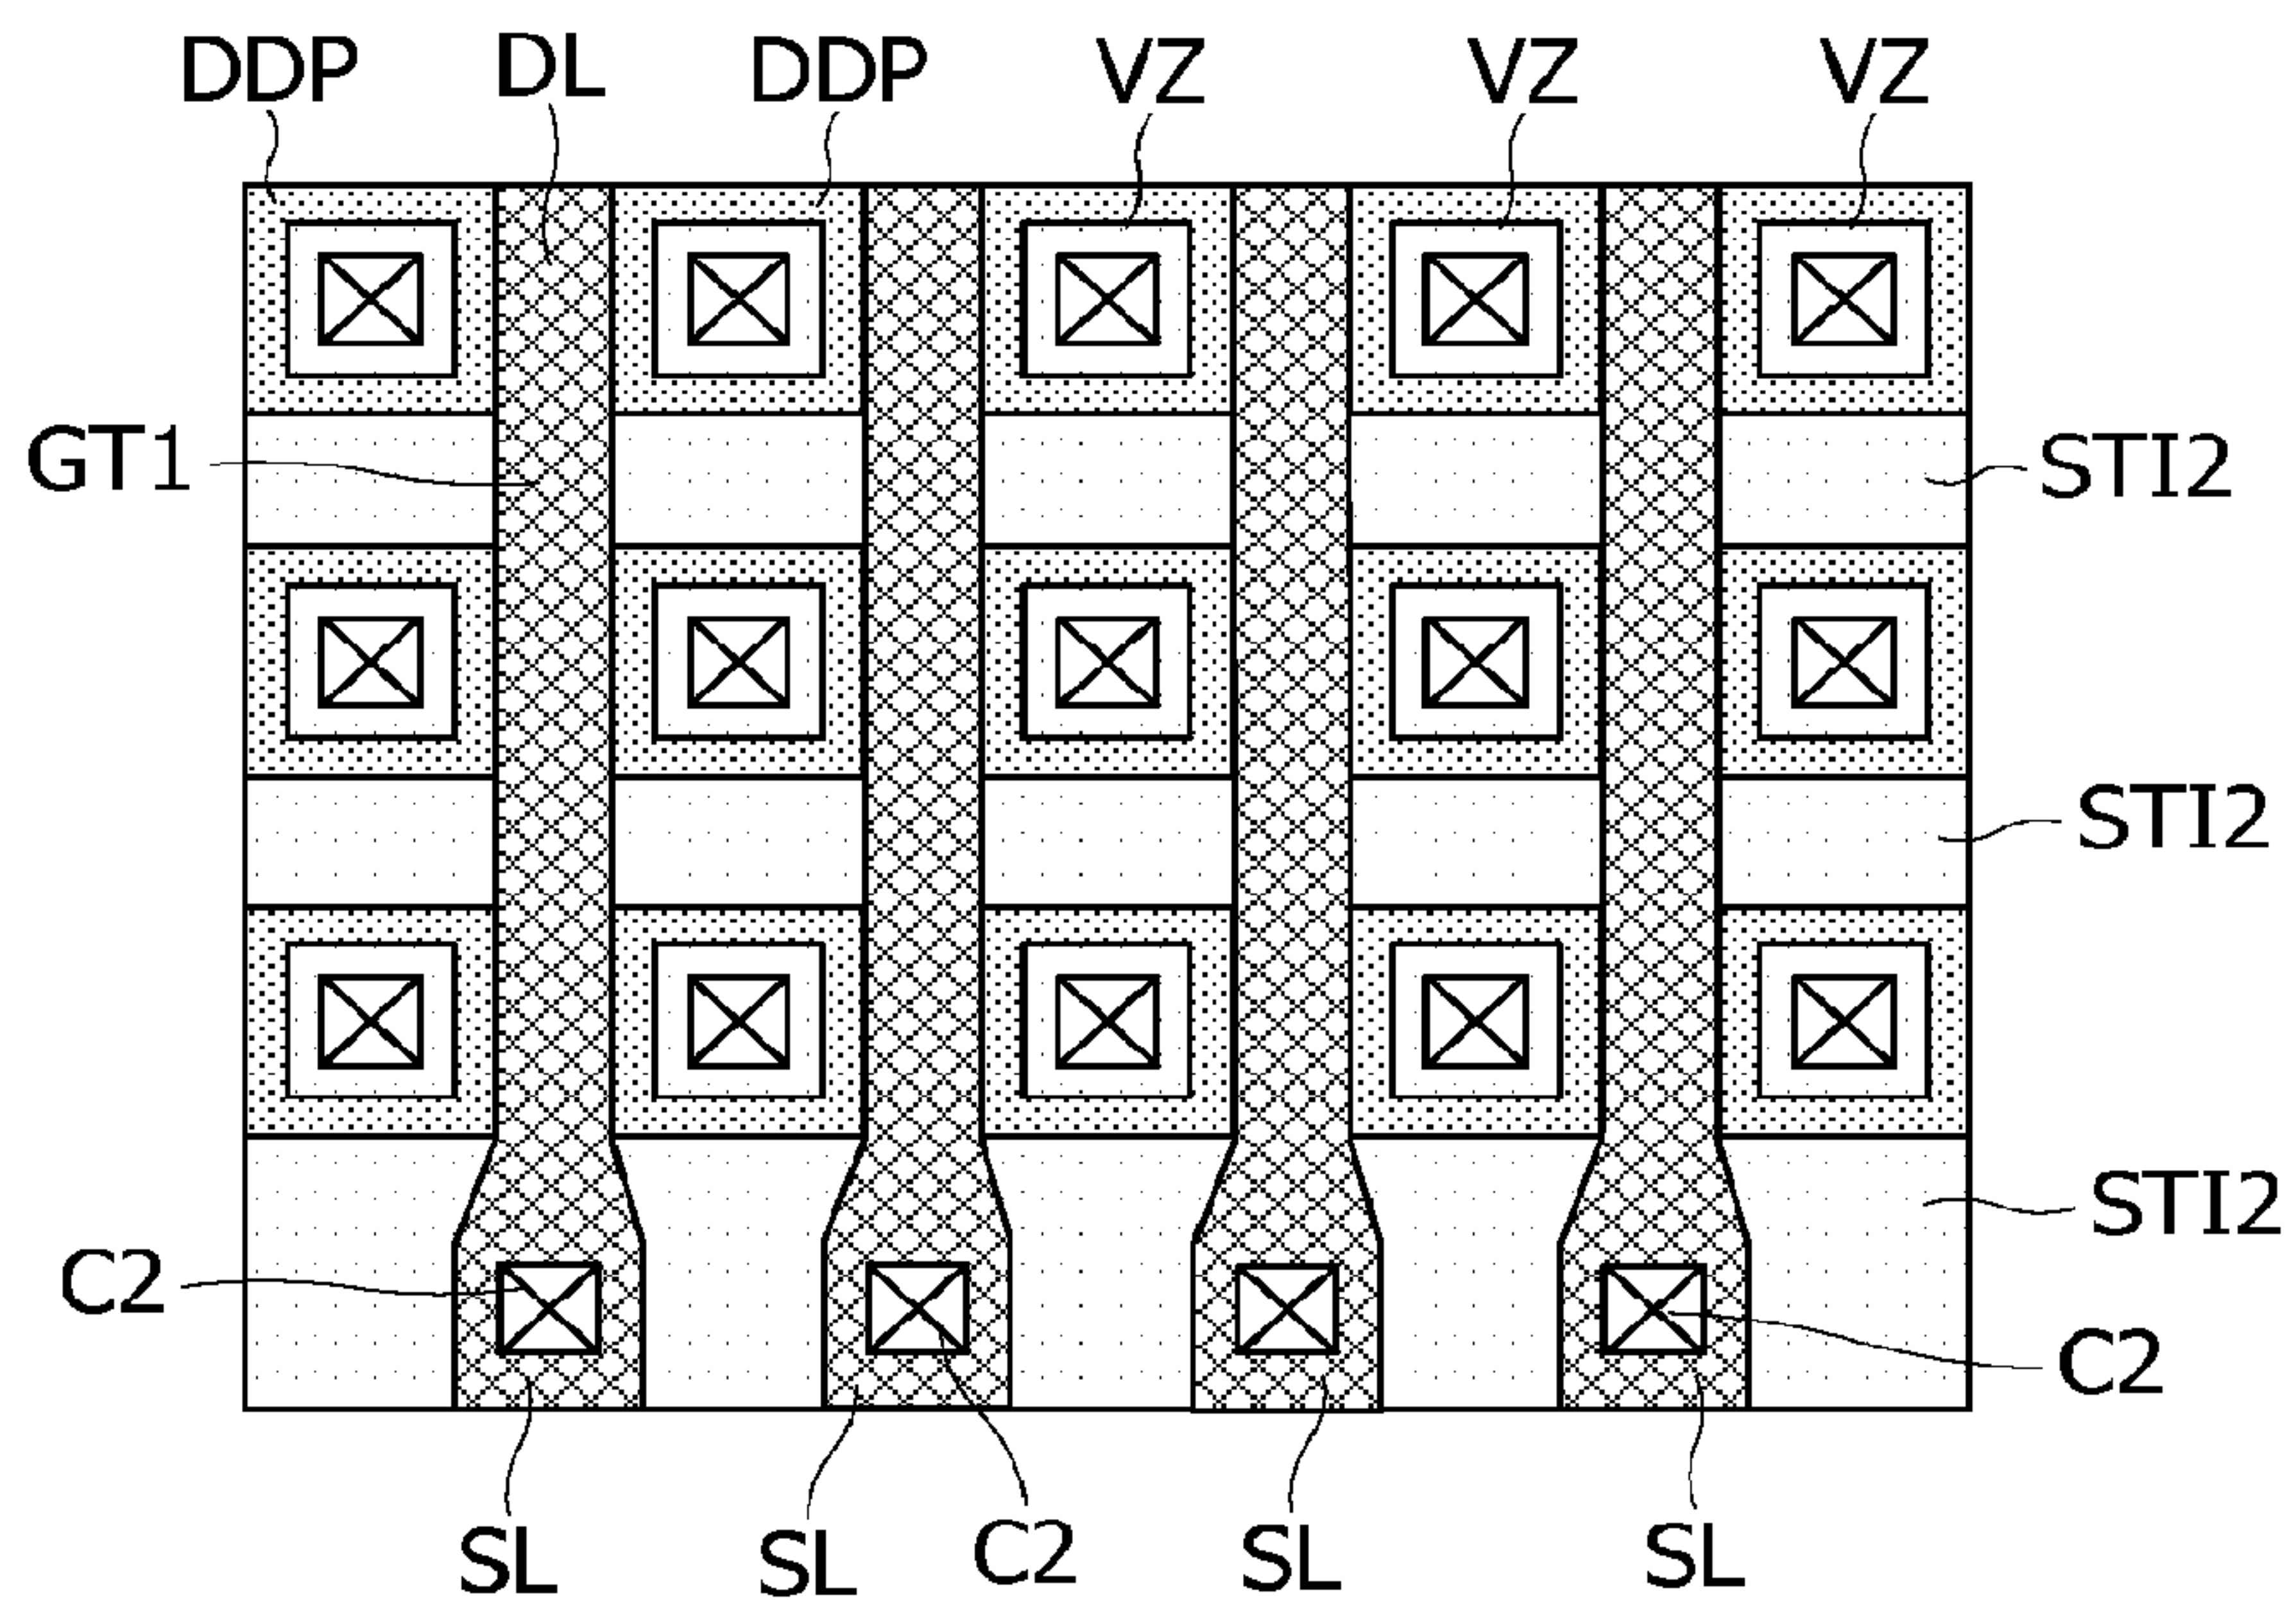 DDP DL DDP VZ VZ VZ
GT1 STI2
STI2
STI2
C2
C2
SL SL C2 SL SL